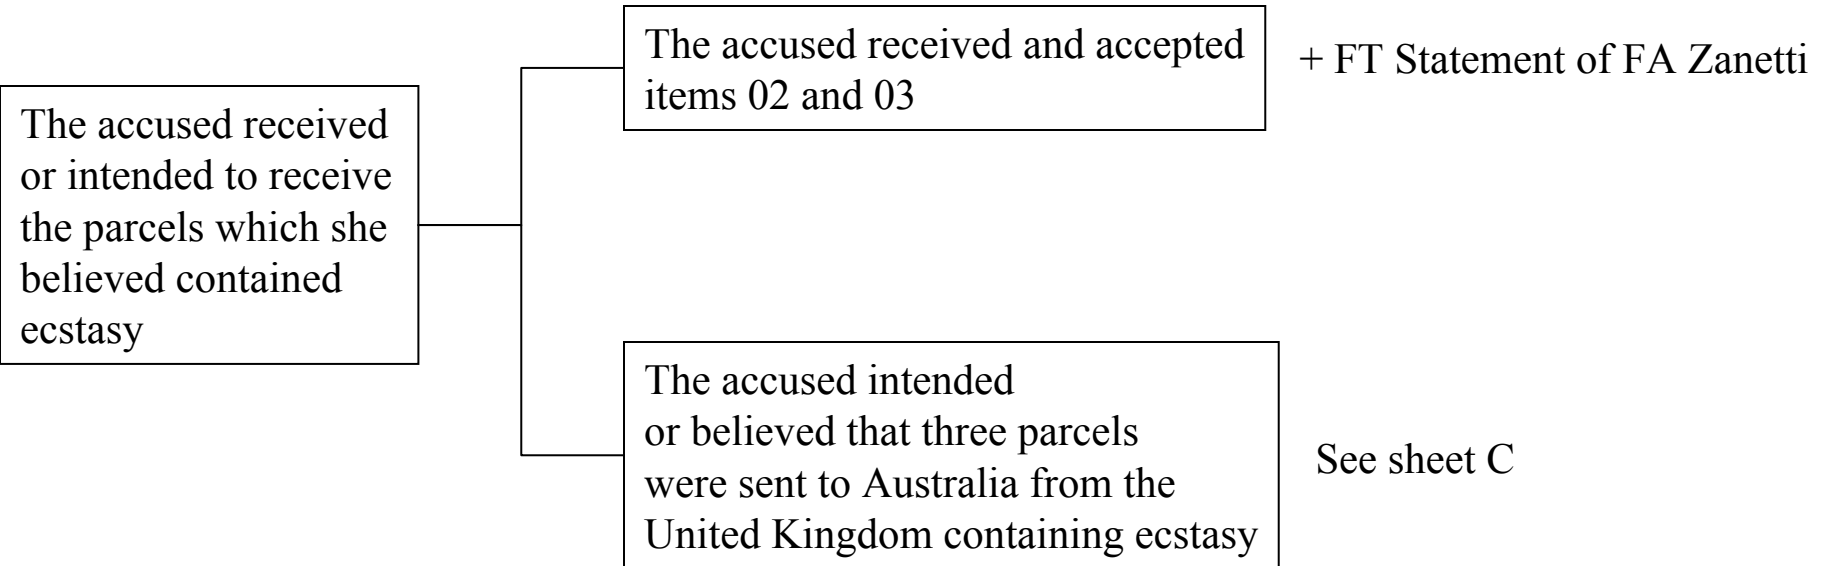 The accused received
or intended to receive
the parcels which she
believed contained
ecstasy
The accused received and accepted
items 02 and 03
+ FT Statement of FA Zanetti
The accused intended
or believed that three parcels
were sent to Australia from the
United Kingdom containing ecstasy
See sheet C